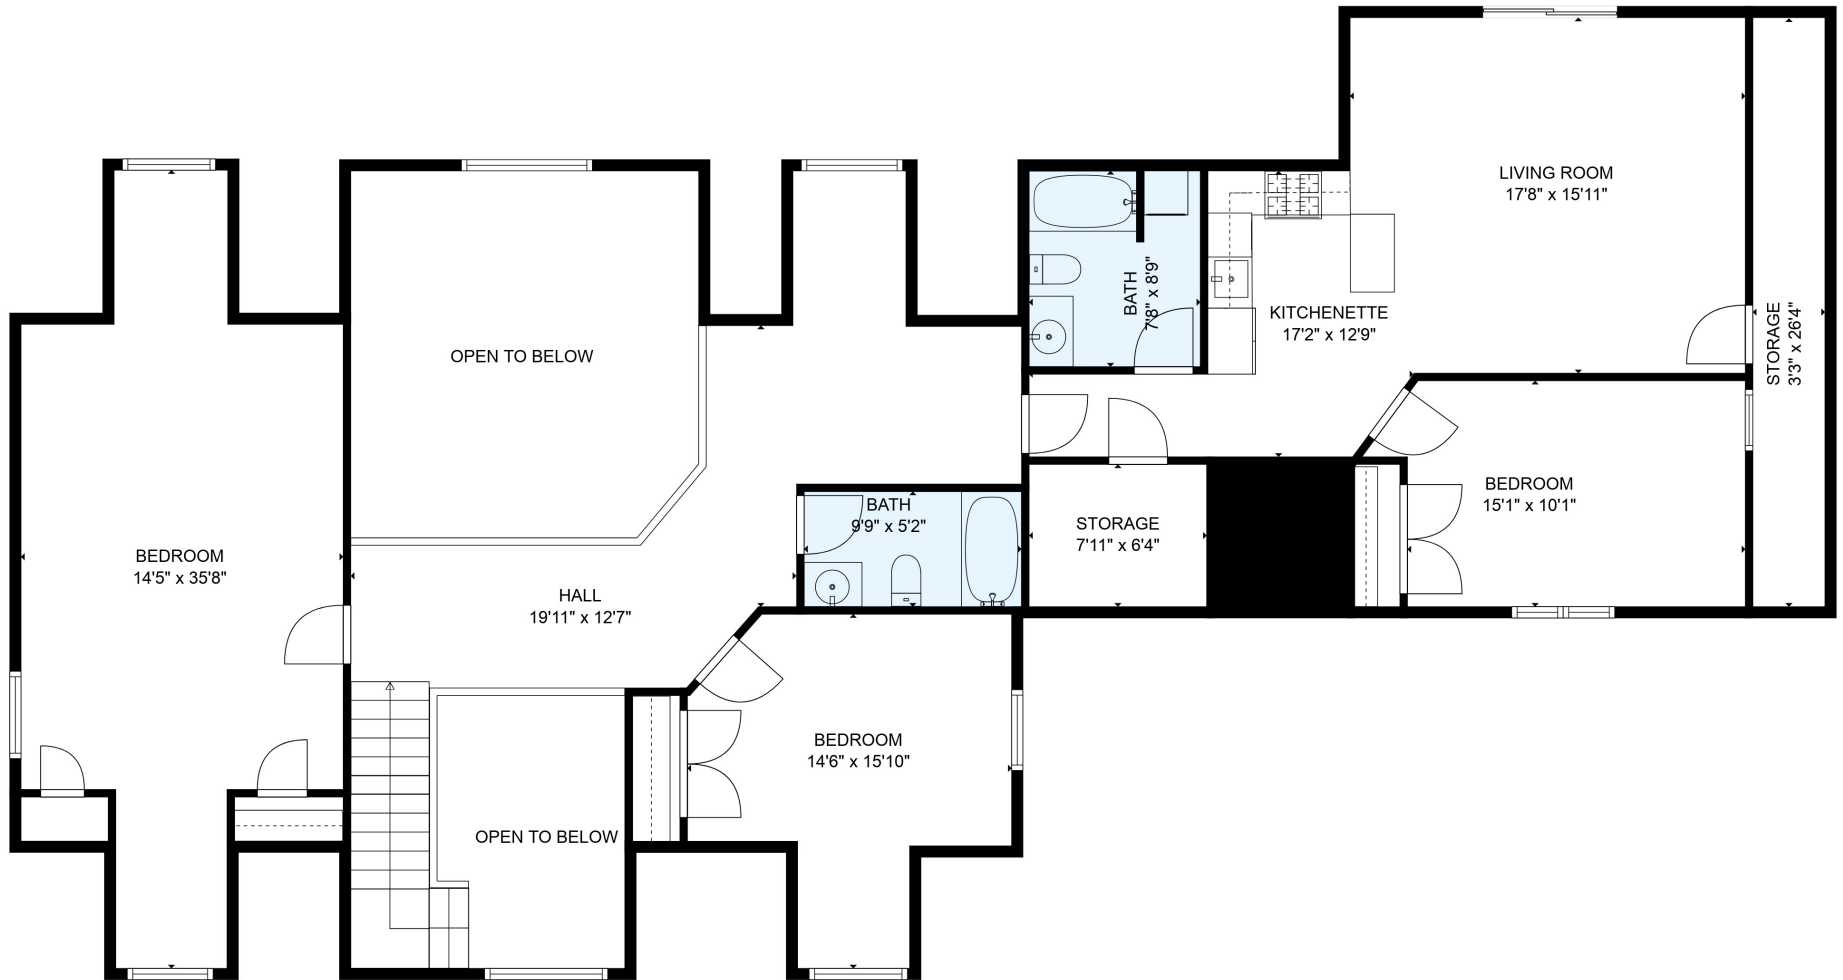 LIVING ROOM
17'8" x 15'11"
BATH
7'8" x 8'9"
KITCHENETTE
17'2" x 12'9"
STORAGE
3'3" x 26'4"
OPEN TO BELOW
BEDROOM
15'1" x 10'1"
BATH
9'9" x 5'2"
STORAGE
7'11" x 6'4"
BEDROOM
14'5" x 35'8"
HALL
19'11" x 12'7"
BEDROOM
14'6" x 15'10"
OPEN TO BELOW